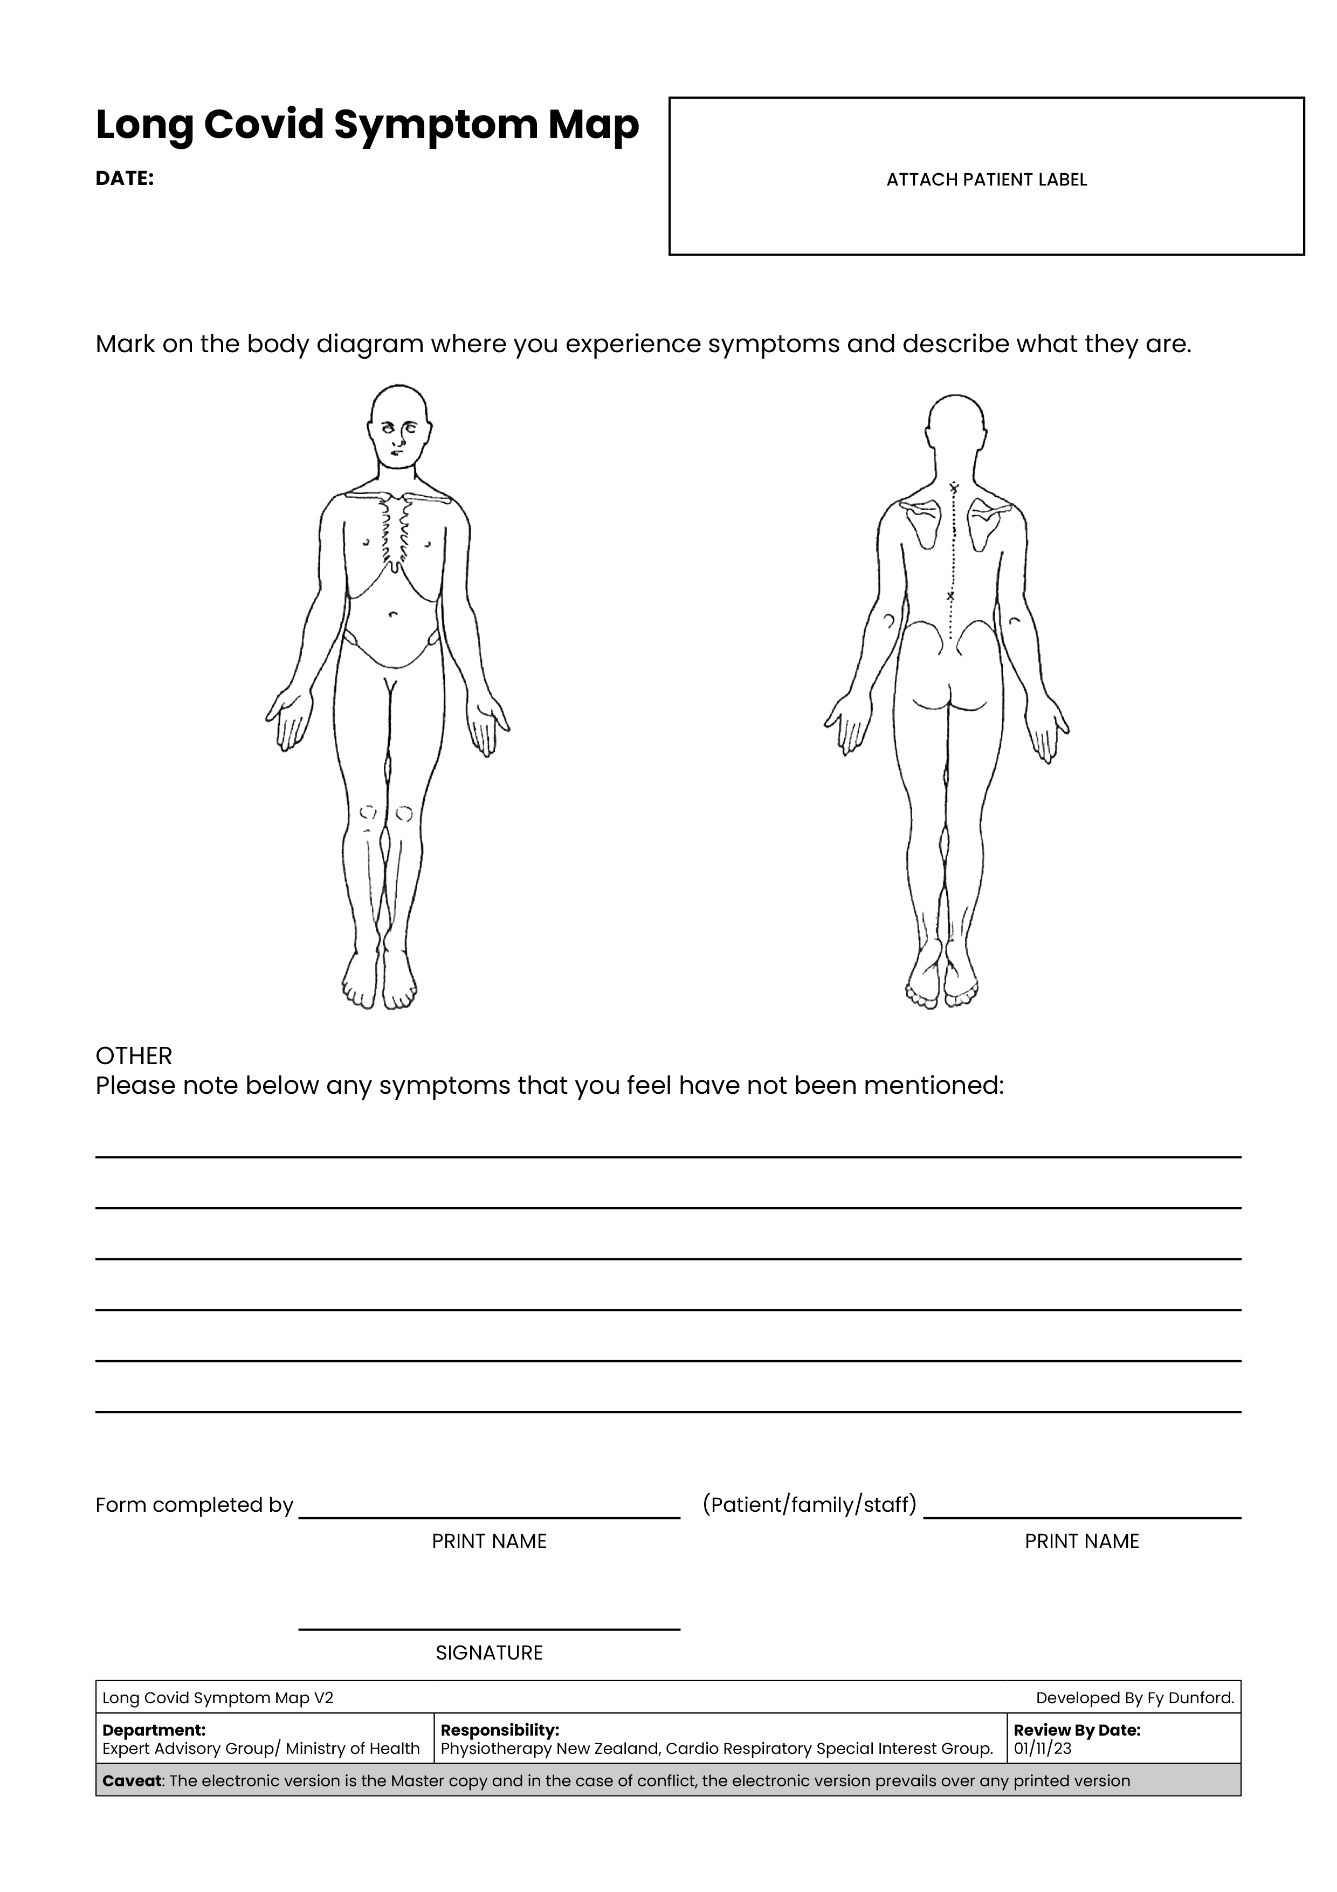 Long Covid Symptom Map
DATE:
ATTACH PATIENT LABEL
Mark on the body diagram where you experience symptoms and describe what they are.
OTHER
Please note below any symptoms that you feel have not been mentioned:
Form completed by
PRINT NAME
(Patient/family/staff)
PRINT NAME
SIGNATURE
Long Covid Symptom Map V2
Developed By Fy Dunford.
Department:
Expert Advisory Group/ Ministry of Health
Responsibility:
Physiotherapy New Zealand, Cardio Respiratory Special Interest Group.
Review By Date:
01/11/23
Caveat: The electronic version is the Master copy and in the case of conflict, the electronic version prevails over any printed version